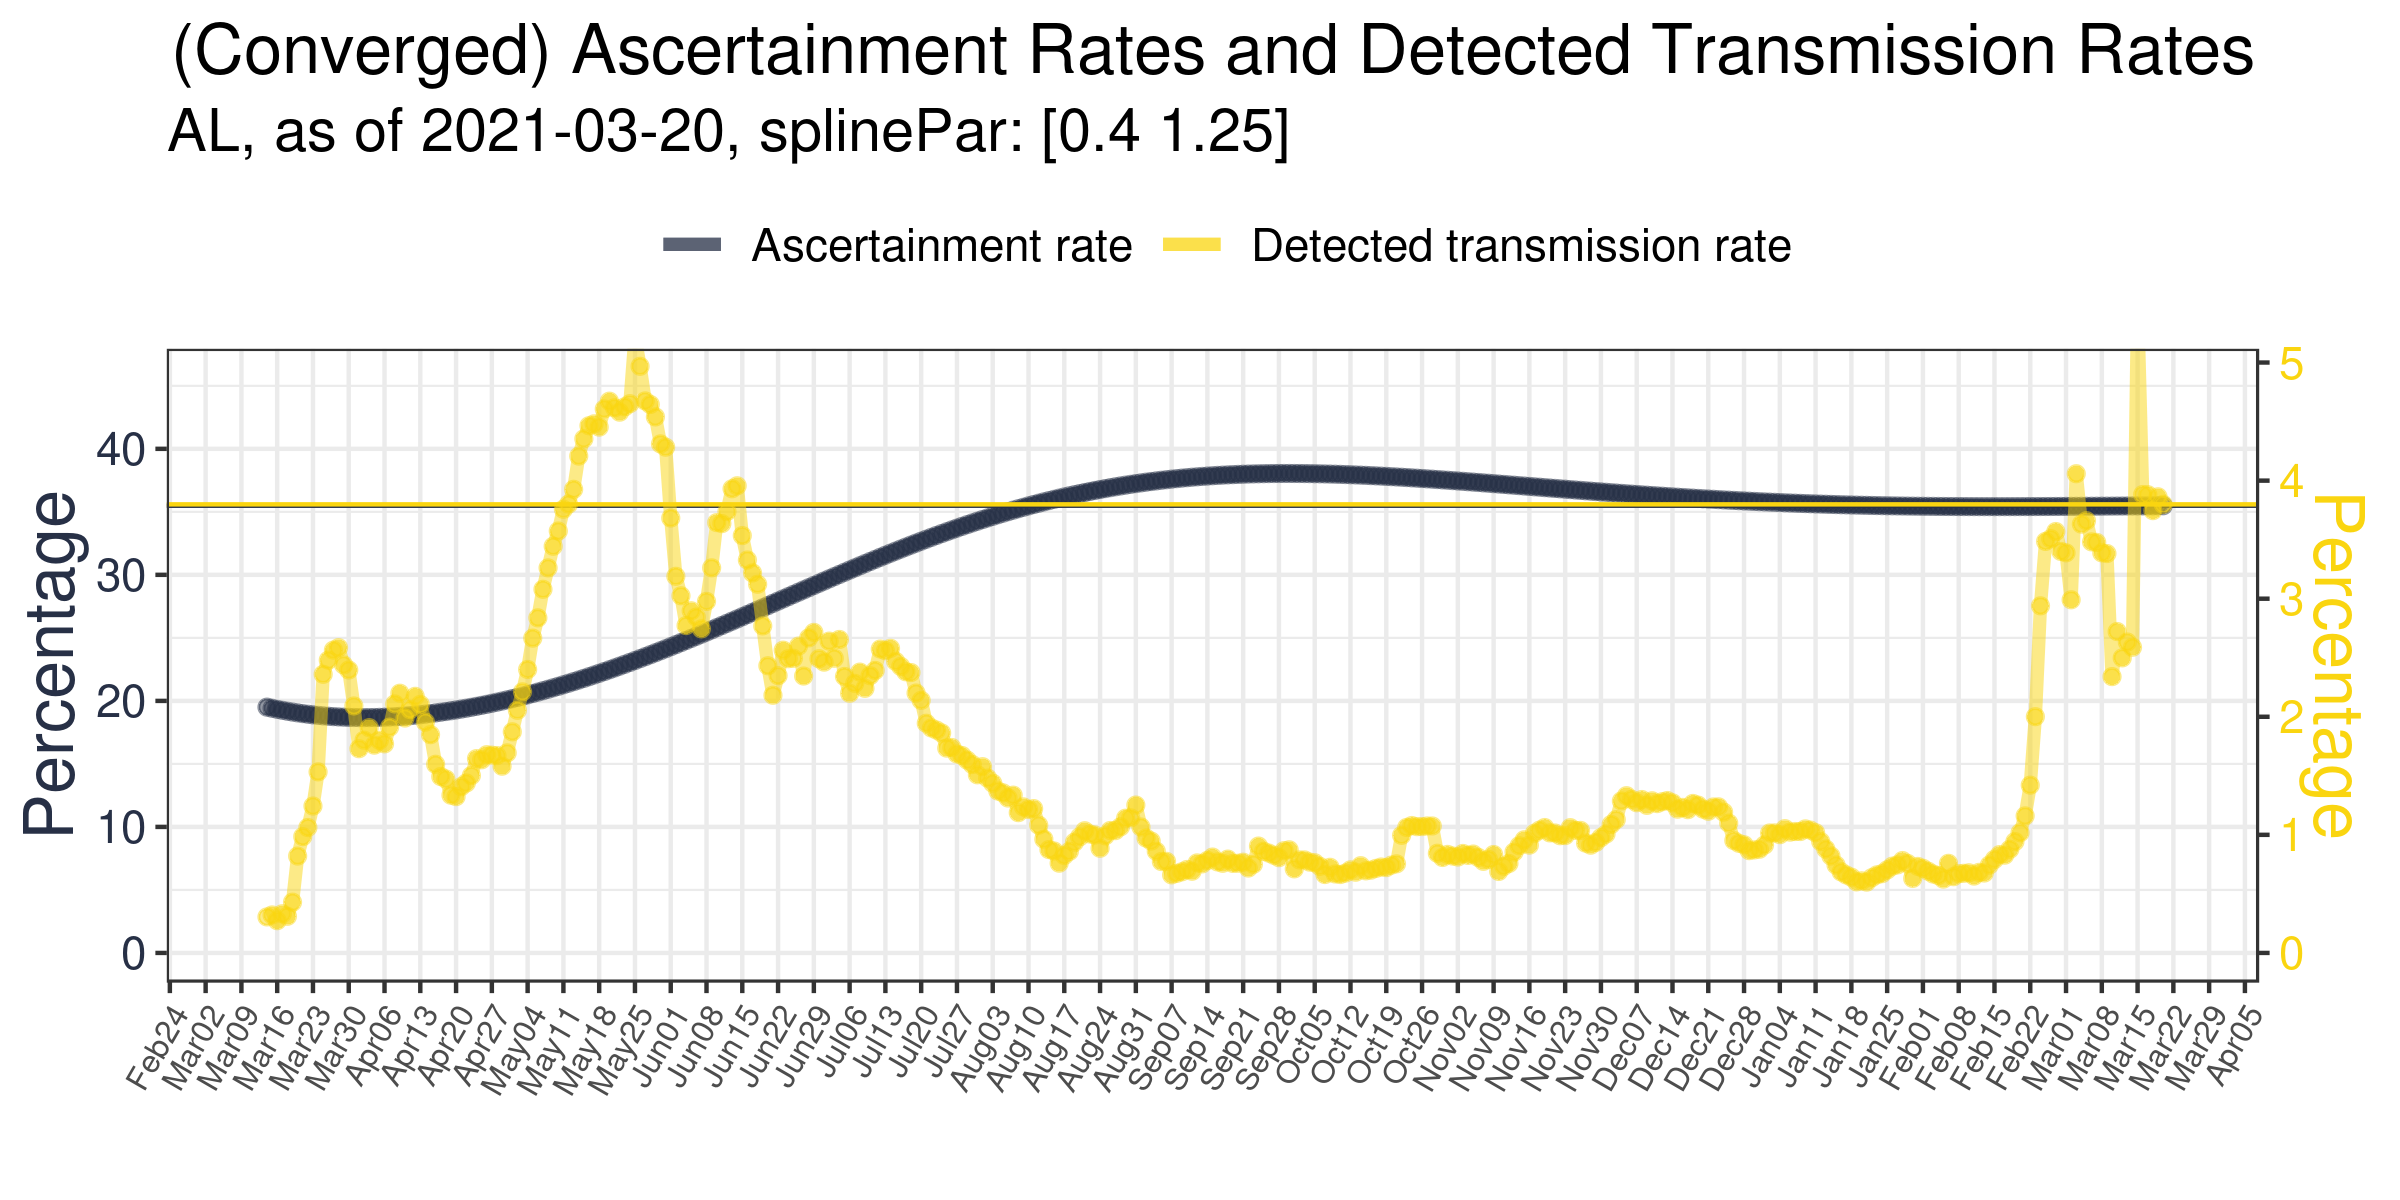 (Converged) Ascertainment Rates and Detected Transmission Rates
AL, as of 2021-03-20, splinePar: [0.4 1.25]
Ascertainment rate Detected transmission rate
Percentage
40
30
20
10
0
5
4
3
2
1
0
Percentage
Feb24 Mar02 Mar09 Mar16 Mar23 Mar30 Apr06 Apr13 Apr20 Apr27 May04 May11 May18 May25 Jun01 Jun08 Jun15 Jun22 Jun29 Jul06 Jul13 Jul20 Jul27 Aug03 Aug10 Aug17 Aug24 Aug31 Sep07 Sep14 Sep21 Sep28 Oct05 Oct12 Oct19 Oct26 Nov02 Nov09 Nov16 Nov23 Nov30 Dec07 Dec14 Dec21 Dec28 Jan04 Jan11 Jan18 Jan25 Feb01 Feb08 Feb15 Feb22 Mar01 Mar08 Mar15 Mar22 Mar29 Apr05